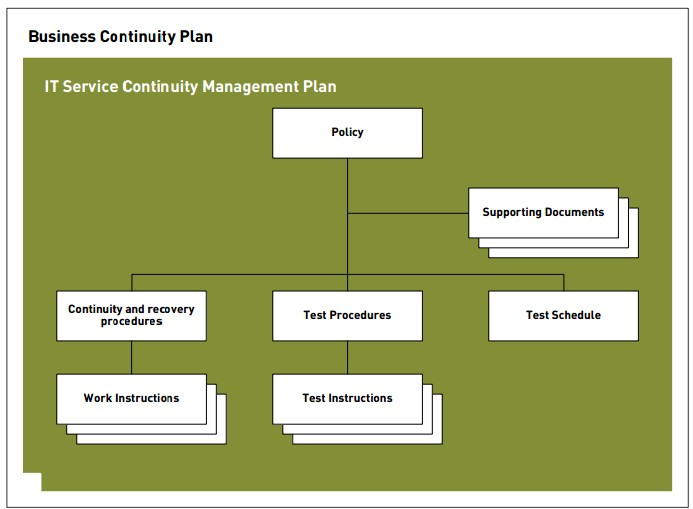 Business Continuity Plan
IT Service Continuity Management Plan
Policy
Supporting Documents
Continuity and recovery
procedures
Test Procedures
Test Schedule
Work Instructions
Test Instructions